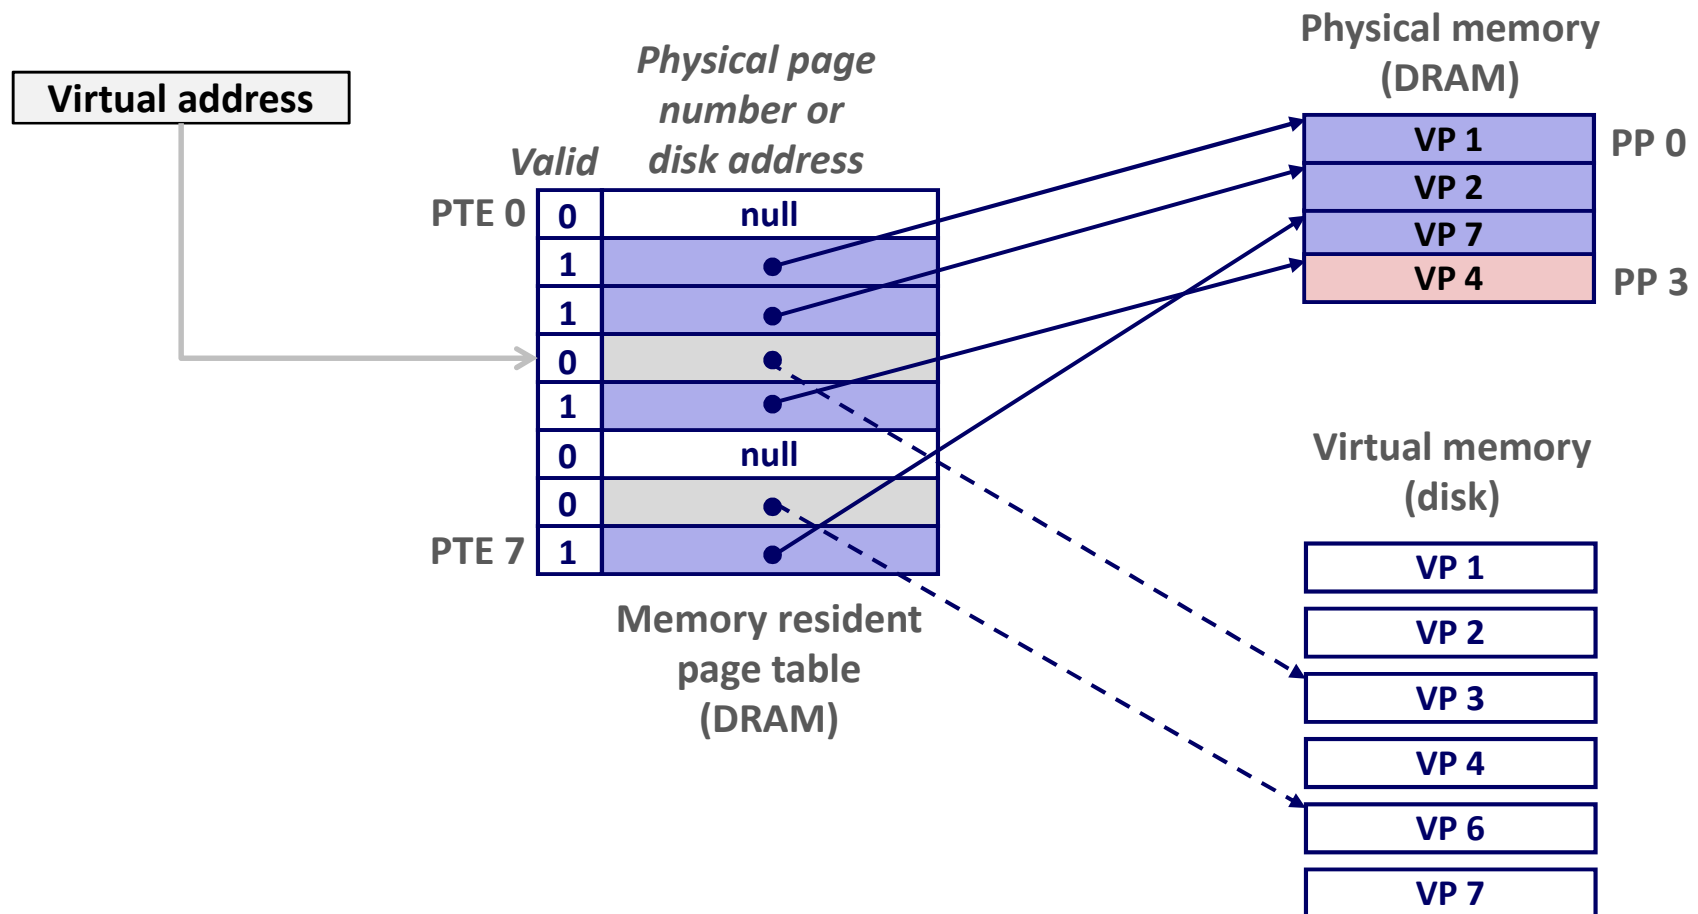 Virtual address
Physical page
number or
disk address
Valid
PTE 0
0
null
1
1
0
1
0
null
0
PTE 7
1
Memory resident
page table
(DRAM)
Physical memory
(DRAM)
VP 1
PP 0
VP 2
VP 7
VP 4
PP 3
Virtual memory
(disk)
VP 1
VP 2
VP 3
VP 4
VP 6
VP 7